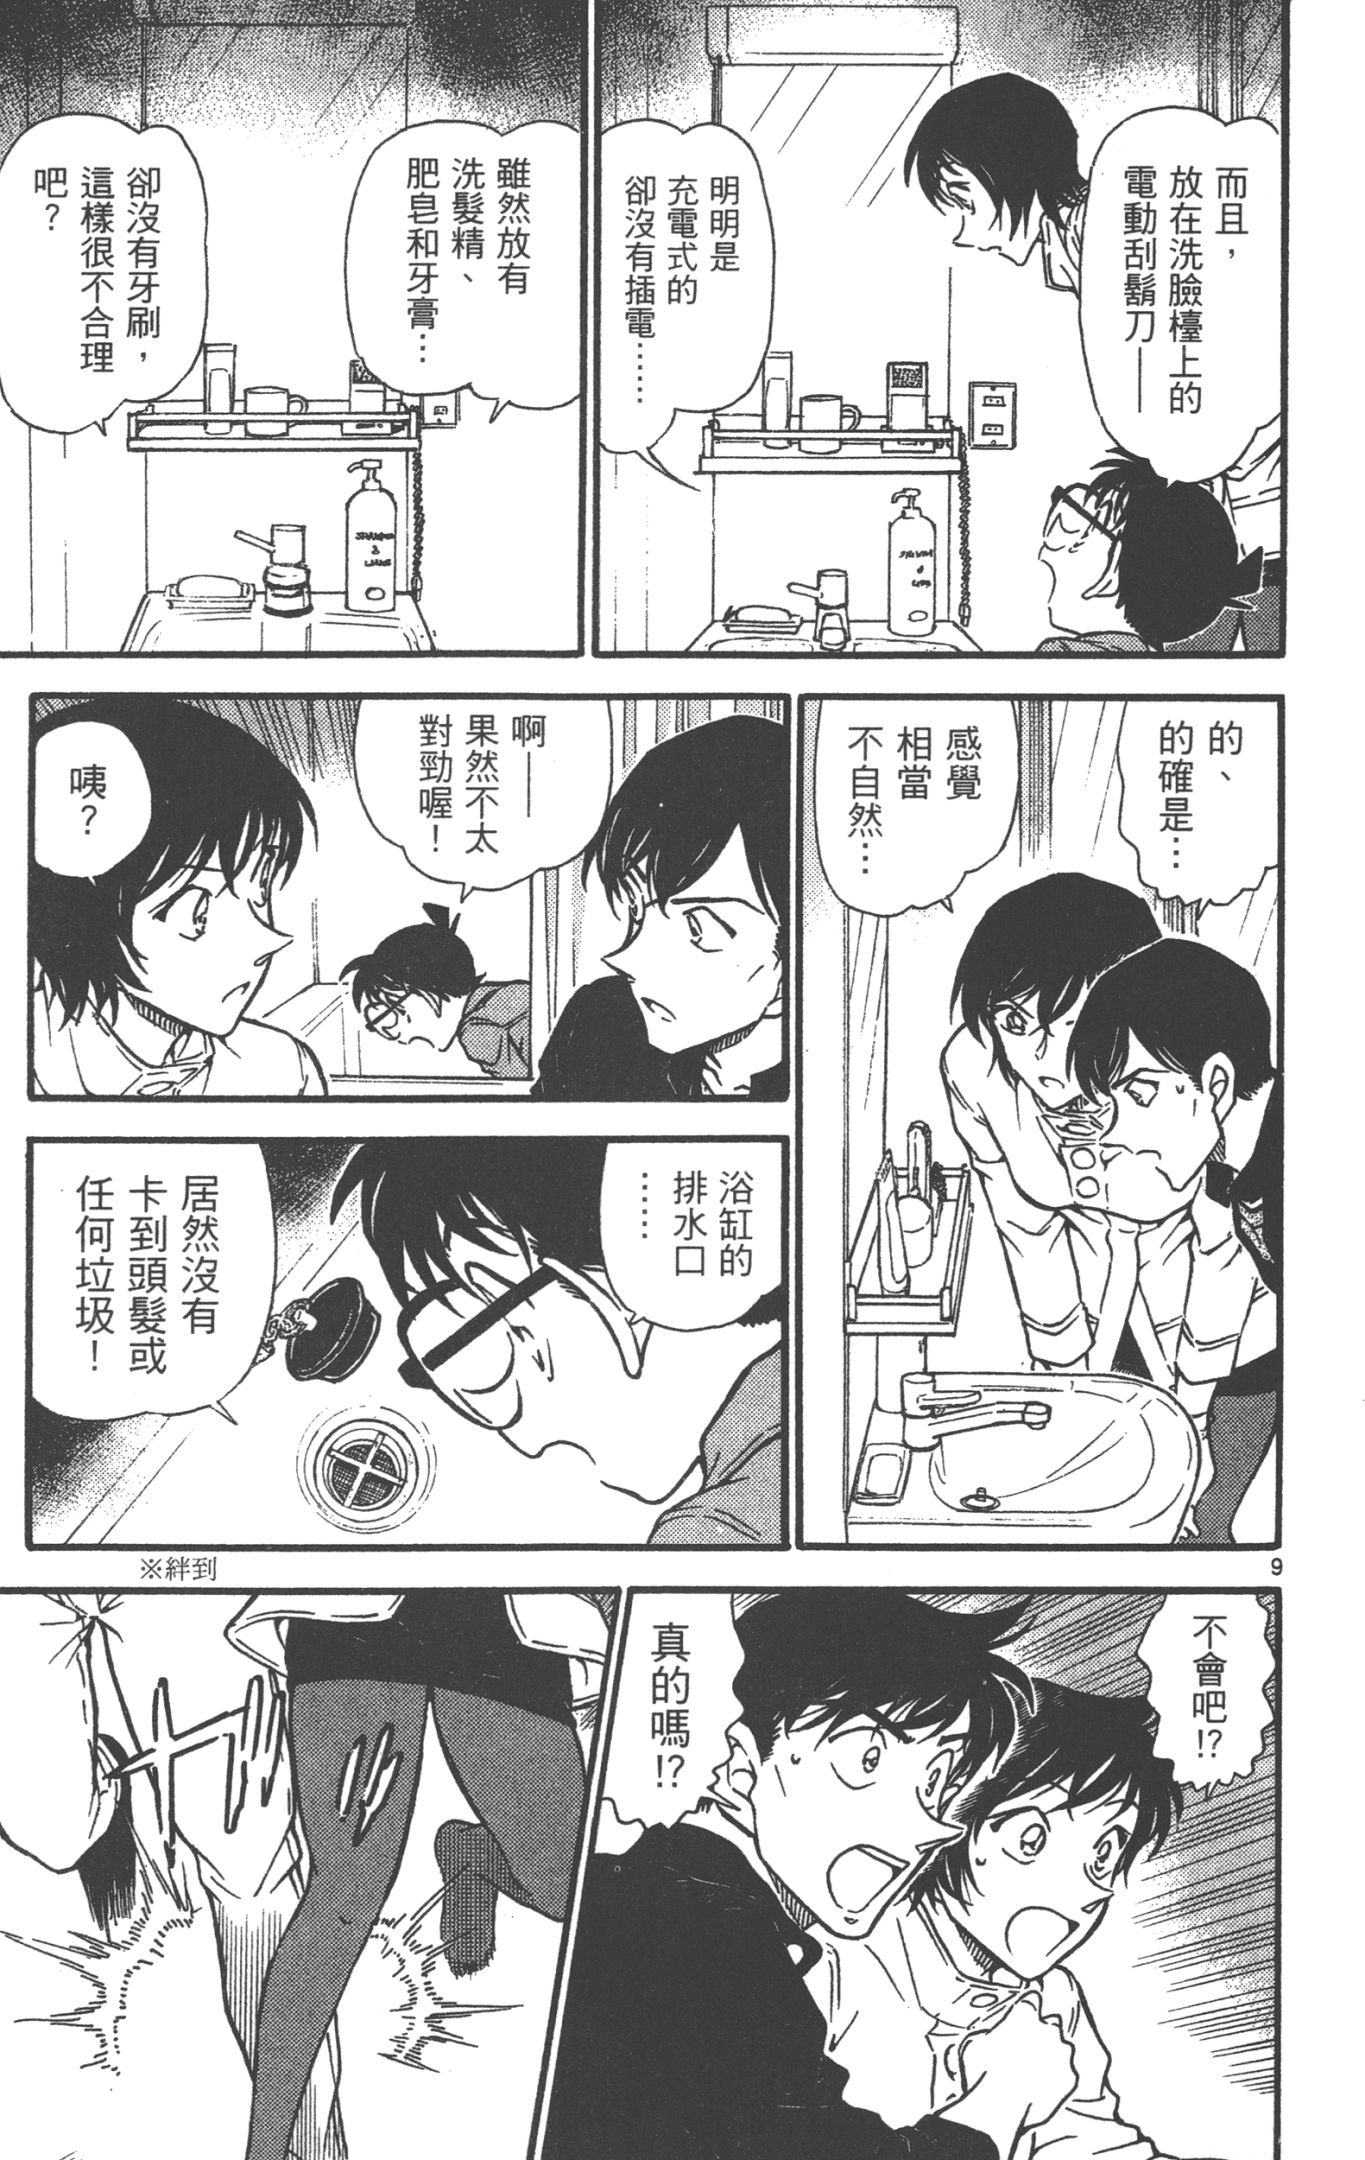 而且，
放在洗臉檯上的
電動刮鬍刀——
明明是
充電式的
卻沒有插電……
雖然放有
洗髮精、
肥皂和牙膏…
卻沒有牙刷，
這樣很不合理
吧？
的、
的確是…
感覺
相當
不自然…
啊——
果然不太
對勁喔！
咦？
浴缸的
排水口
……
居然沒有
卡到頭髮或
任何垃圾！
9
不會吧!?
真的嗎!?
※絆到